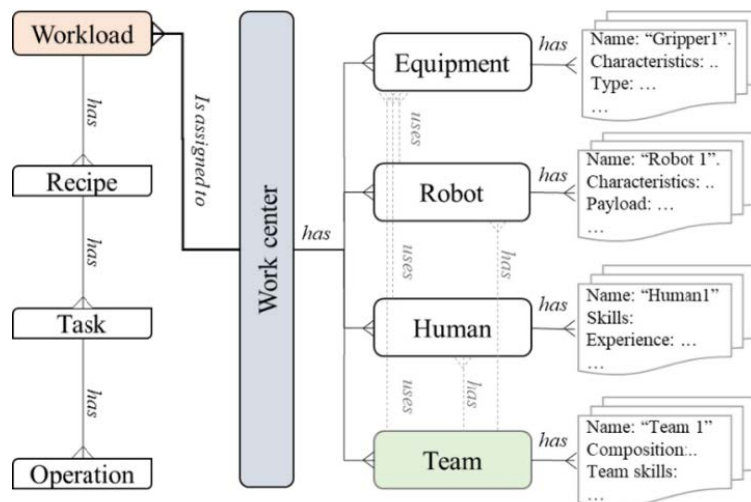 Workload
has
Recipe
has
Task
has
Operation
Is assigned to
Work center
has
Equipment
has
Name: “Gripper1”.
Characteristics: ..
Type: …
…
uses
Robot
has
Name: “Robot 1”.
Characteristics: ..
Payload: …
…
uses
has
Human
has
Name: “Human1”
Skills:
Experience: …
…
uses
has
Team
has
Name: “Team 1”
Composition:..
Team skills:
…